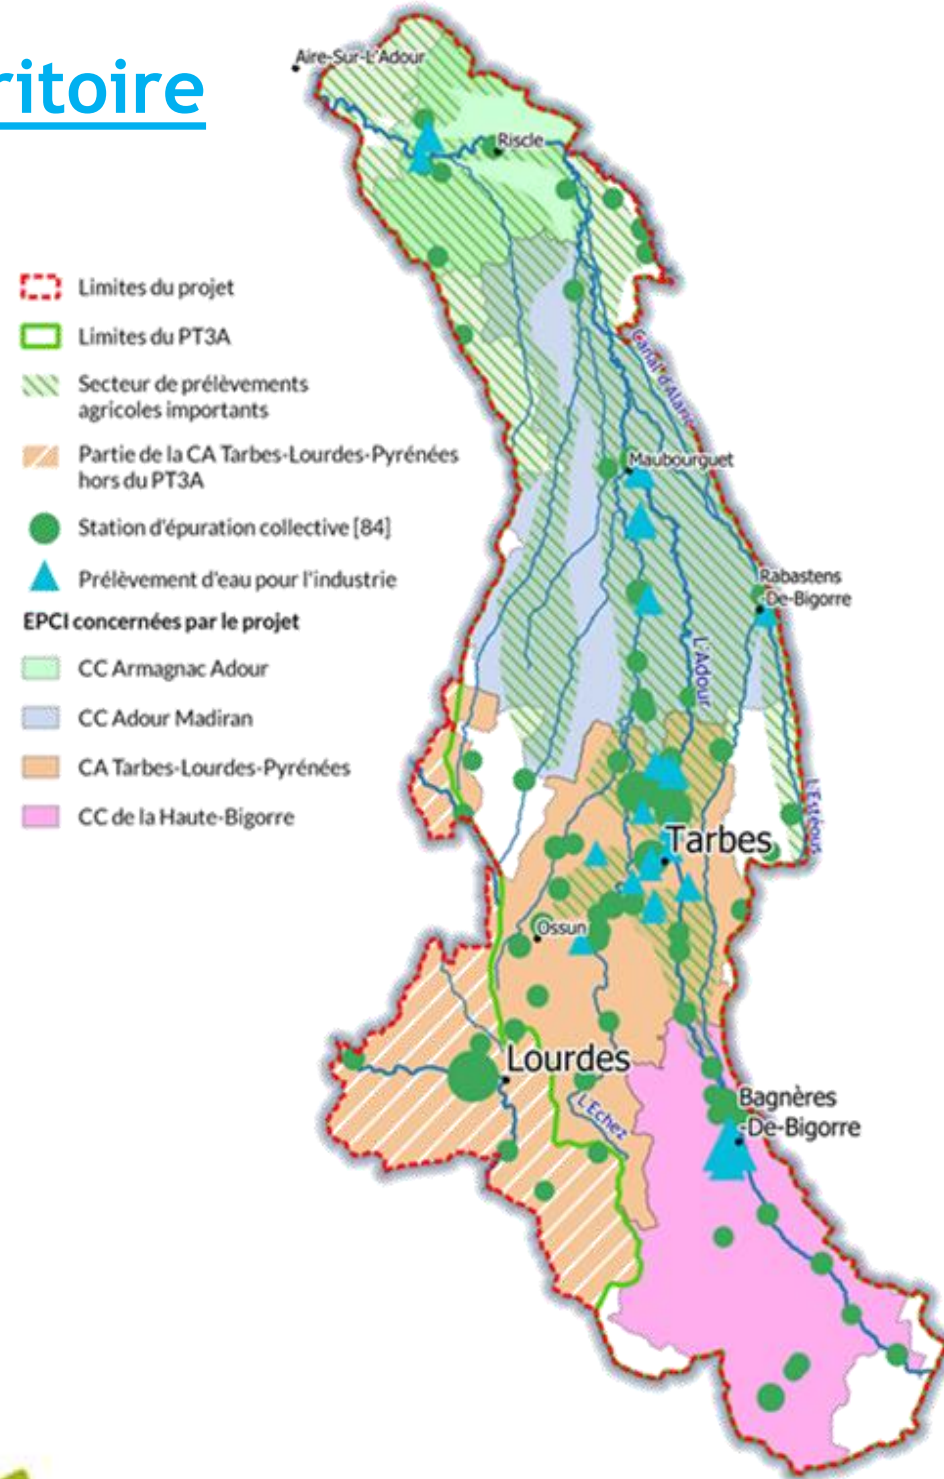 ritoire
Aire-Sur-L'Adour
Riscle
Limites du projet
Limites du PT3A
Secteur de prélèvements
agricoles importants
Partie de la CA Tarbes-Lourdes-Pyrénées
hors du PT3A
Station d'épuration collective [84]
Prélèvement d'eau pour l'industrie
EPCI concernées par le projet
CC Armagnac Adour
CC Adour Madiran
CA Tarbes-Lourdes-Pyrénées
CC de la Haute-Bigorre
Canal d'Alaric
Maubourguet
Rabastens
-De-Bigorre
L'Adour
L'Estéous
Tarbes
Ossun
Lourdes
L'Echez
Bagnères
-De-Bigorre